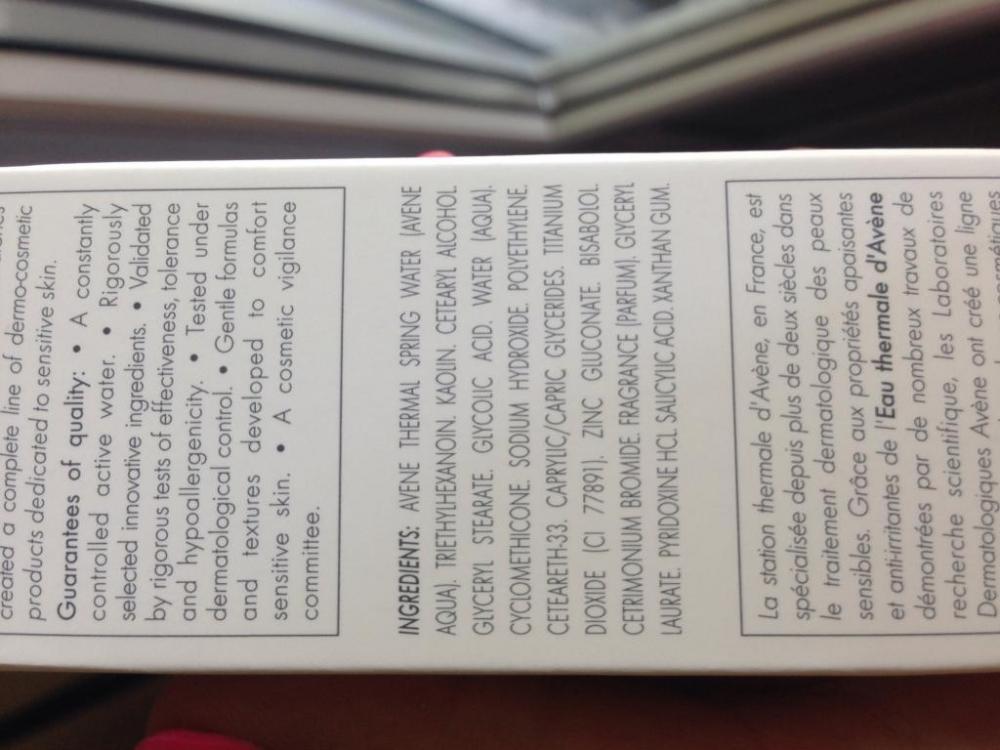 created a complete line of dermo-cosmetic
products dedicated to sensitive skin.
Guarantees of quality: • A constantly
controlled active water. • Rigorously
selected innovative ingredients. • Validated
by rigorous tests of effectiveness, tolerance
and hypoallergenicity. • Tested under
dermatological control. • Gentle formulas
and textures developed to comfort
sensitive skin. • A cosmetic vigilance
committee.
INGREDIENTS: AVENE THERMAL SPRING WATER (AVENE
AQUA). TRIETHYLHEXANOIN. KAOLIN. CETEARYL ALCOHOL.
GLYCERYL STEARATE. GLYCOLIC ACID. WATER (AQUA).
CYCLOMETHICONE. SODIUM HYDROXIDE. POLYETHYLENE.
CETEARETH-33. CAPRYLIC/CAPRIC GLYCERIDES. TITANIUM
DIOXIDE (CI 77891). ZINC GLUCONATE. BISABOLOL.
CETRIMONIUM BROMIDE. FRAGRANCE (PARFUM). GLYCERYL
LAURATE. PYRIDOXINE HCL. SALICYLIC ACID. XANTHAN GUM.
La station thermale d'Avène, en France, est
spécialisée depuis plus de deux siècles dans
le traitement dermatologique des peaux
sensibles. Grâce aux propriétés apaisantes
et anti-irritantes de l'Eau thermale d'Avène
démontrées par de nombreux travaux de
recherche scientifique, les Laboratoires
Dermatologiques Avène ont créé une ligne